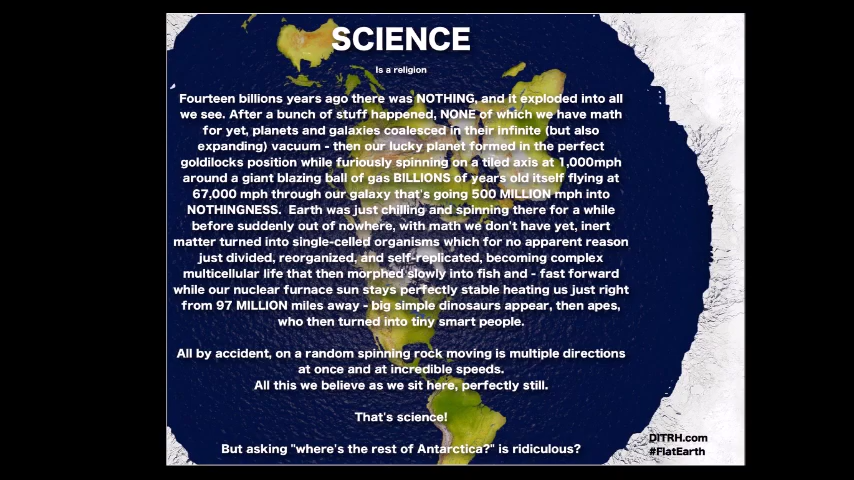 SCIENCE
Is a religion
Fourteen billions years ago there was NOTHING, and it exploded into all
we see. After a bunch of stuff happened, NONE of which we have math
for yet, planets and galaxies coalesced in their infinite (but also
expanding) vacuum - then our lucky planet formed in the perfect
goldilocks position while furiously spinning on a tiled axis at 1,000mph
around a giant blazing ball of gas BILLIONS of years old itself flying at
67,000 mph through our galaxy that's going 500 MILLION mph into
NOTHINGNESS. Earth was just chilling and spinning there for a while
before suddenly out of nowhere, with math we don't have yet, inert
matter turned into single-celled organisms which for no apparent reason
just divided, reorganized, and self-replicated, becoming complex
multicellular life that then morphed slowly into fish and - fast forward
while our nuclear furnace sun stays perfectly stable heating us just right
from 97 MILLION miles away - big simple dinosaurs appear, then apes,
who then turned into tiny smart people.
All by accident, on a random spinning rock moving is multiple directions
at once and at incredible speeds.
All this we believe as we sit here, perfectly still.
That's science!
But asking "where's the rest of Antarctica?" is ridiculous?
DITRH.com
#FlatEarth